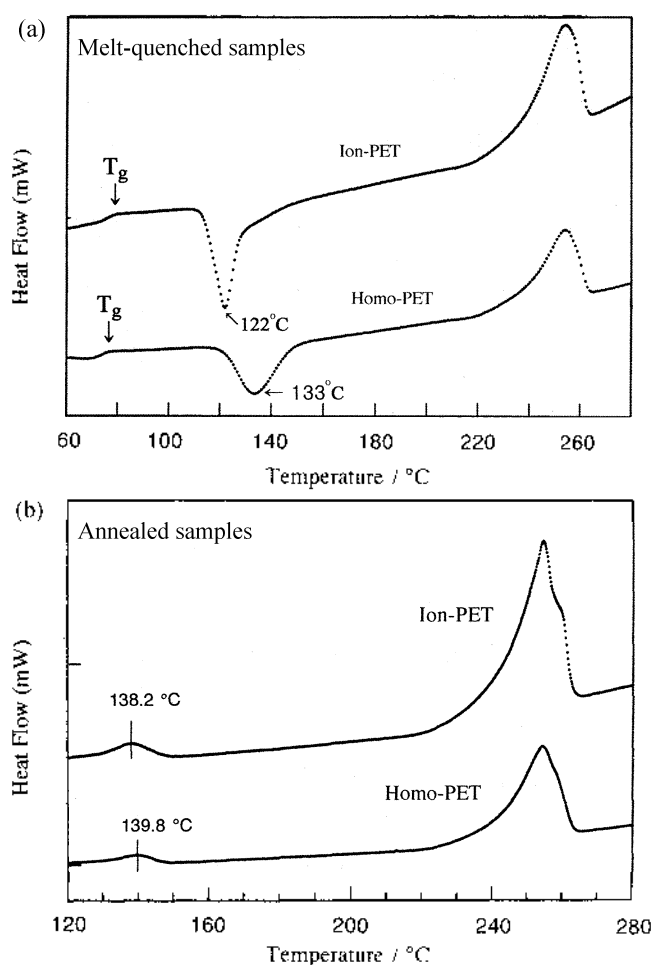 (a)
Melt-quenched samples
Heat Flow (mW)
Ion-PET
Tg
122°C
Homo-PET
Tg
133°C
60 100 140 180 220 260
Temperature / °C
(b)
Annealed samples
Heat Flow (mW)
Ion-PET
138.2 °C
Homo-PET
139.8 °C
120 160 200 240 280
Temperature / °C